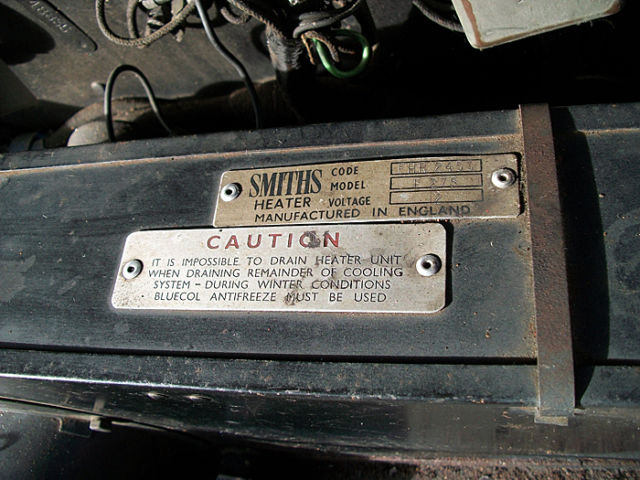 SMITHS CODE
HEATER MODEL
VOLTAGE
MANUFACTURED IN ENGLAND
CAUTION
IT IS IMPOSSIBLE TO DRAIN HEATER UNIT
WHEN DRAINING REMAINDER OF COOLING
SYSTEM – DURING WINTER CONDITIONS
BLUECOL ANTIFREEZE MUST BE USED